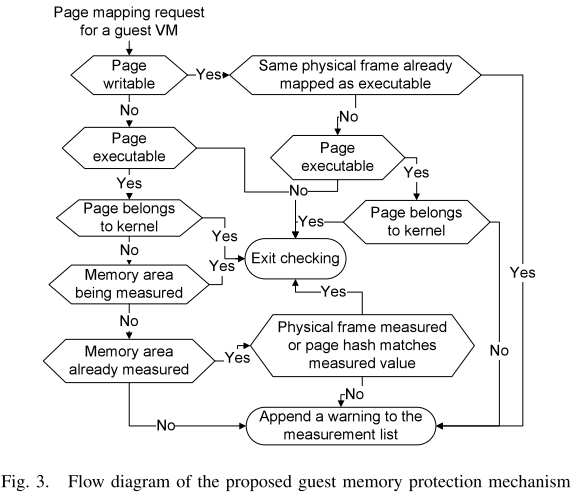 Page mapping request
for a guest VM
Page
writable
Yes
Same physical frame already
mapped as executable
No
No
Page
executable
Page
executable
No
Yes
Yes
Page belongs
to kernel
Yes
Yes
Page belongs
to kernel
No
Exit checking
Yes
Memory area
being measured
Yes
Yes
No
Physical frame measured
or page hash matches
measured value
No
Memory area
already measured
Yes
No
No
Append a warning to the
measurement list
Fig. 3. Flow diagram of the proposed guest memory protection mechanism